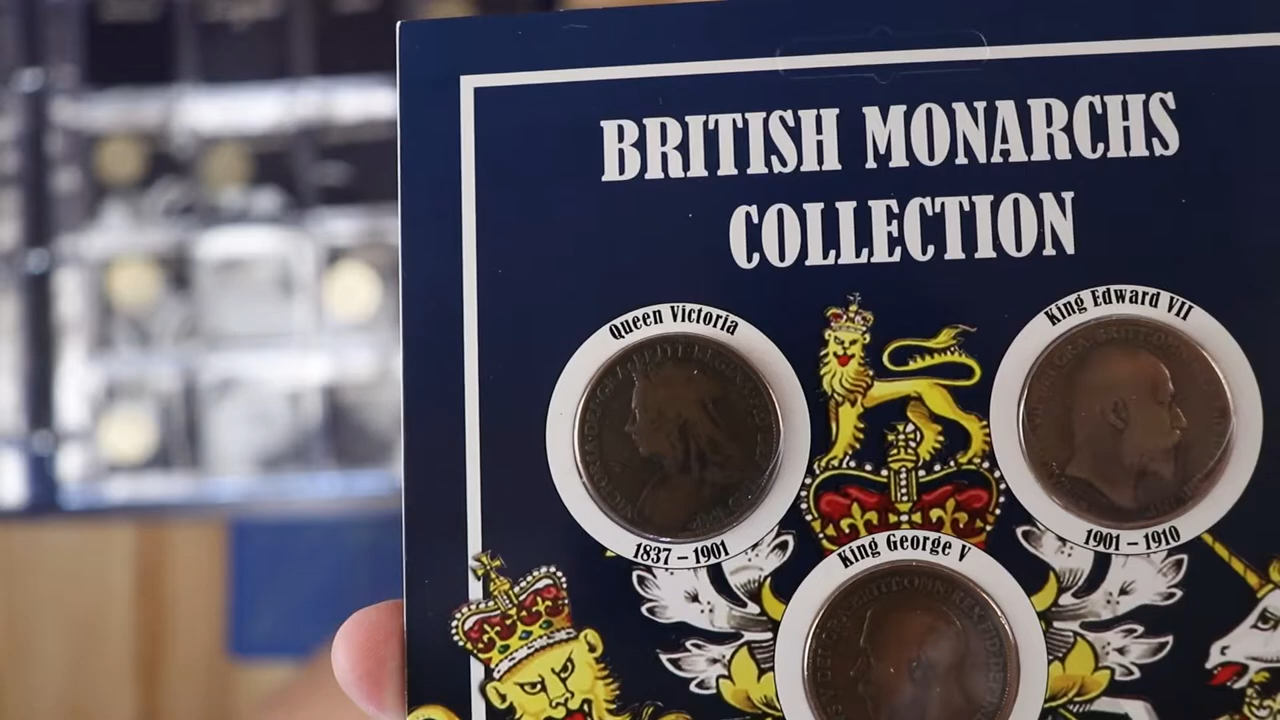 BRITISH MONARCHS
COLLECTION
Queen Victoria
1837 – 1901
King Edward VII
1901 – 1910
King George V